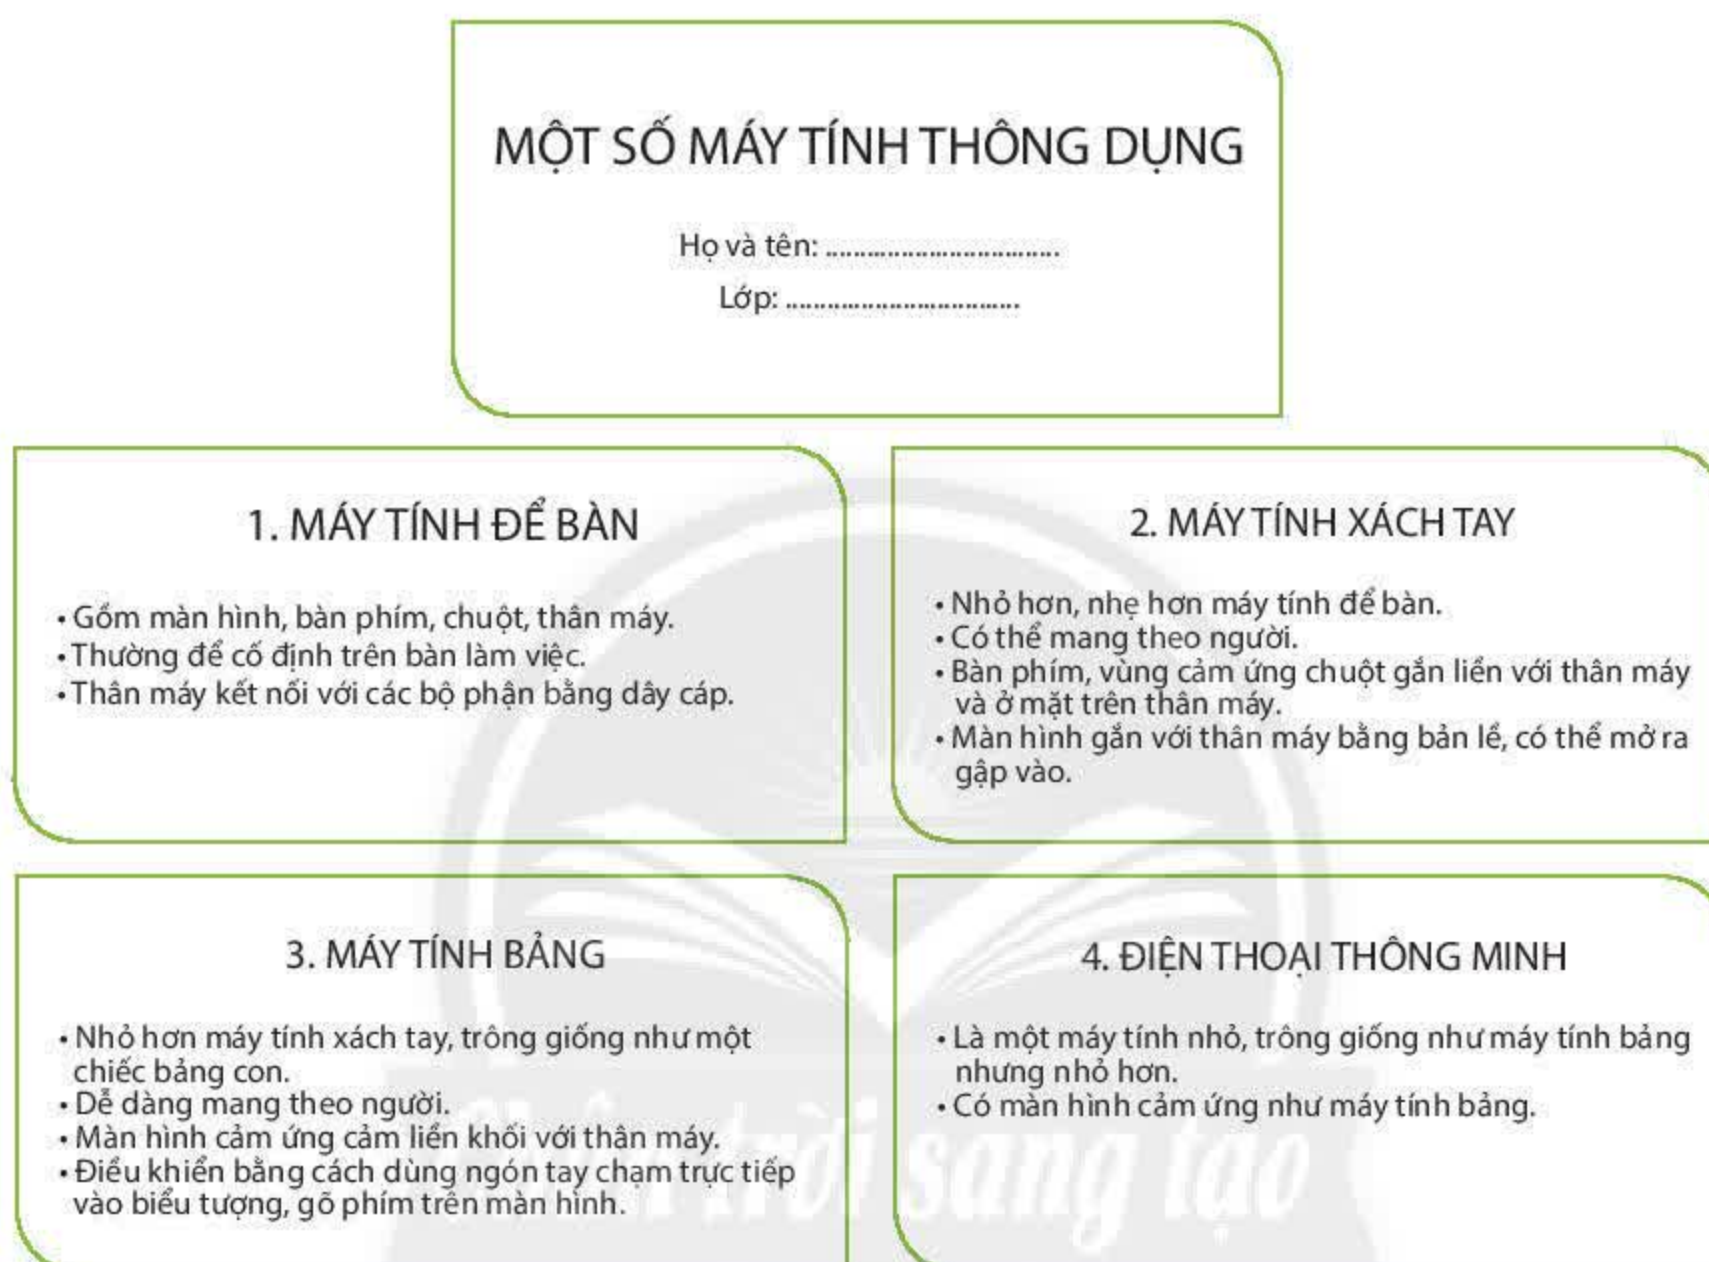 MỘT SỐ MÁY TÍNH THÔNG DỤNG
Họ và tên: ..................................
Lớp: ..................................
1. MÁY TÍNH ĐỂ BÀN
• Gồm màn hình, bàn phím, chuột, thân máy.
• Thường để cố định trên bàn làm việc.
• Thân máy kết nối với các bộ phận bằng dây cáp.
2. MÁY TÍNH XÁCH TAY
• Nhỏ hơn, nhẹ hơn máy tính để bàn.
• Có thể mang theo người.
• Bàn phím, vùng cảm ứng chuột gắn liền với thân máy
và ở mặt trên thân máy.
• Màn hình gắn với thân máy bằng bản lề, có thể mở ra
gập vào.
3. MÁY TÍNH BẢNG
• Nhỏ hơn máy tính xách tay, trông giống như một
chiếc bảng con.
• Dễ dàng mang theo người.
• Màn hình cảm ứng cảm liền khối với thân máy.
• Điều khiển bằng cách dùng ngón tay chạm trực tiếp
vào biểu tượng, gõ phím trên màn hình.
4. ĐIỆN THOẠI THÔNG MINH
• Là một máy tính nhỏ, trông giống như máy tính bảng
nhưng nhỏ hơn.
• Có màn hình cảm ứng như máy tính bảng.
Chân trời sáng tạo